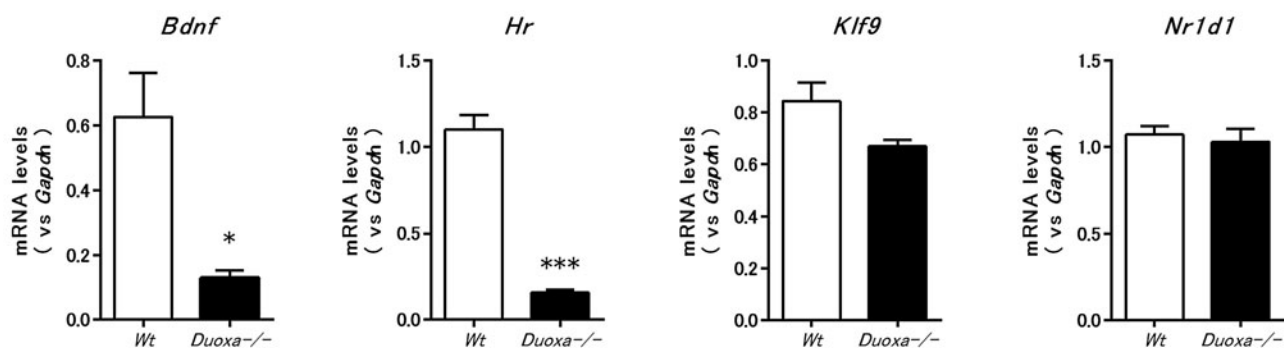 Bdnf
mRNA levels
( vs Gapdh )
0.8
0.6
0.4
0.2
0.0
*
Wt
Duoxa-/-
Hr
mRNA levels
( vs Gapdh )
1.5
1.0
0.5
0.0
***
Wt
Duoxa-/-
Klf9
mRNA levels
( vs Gapdh )
1.0
0.8
0.6
0.4
0.2
0.0
Wt
Duoxa-/-
Nr1d1
mRNA levels
( vs Gapdh )
1.5
1.0
0.5
0.0
Wt
Duoxa-/-